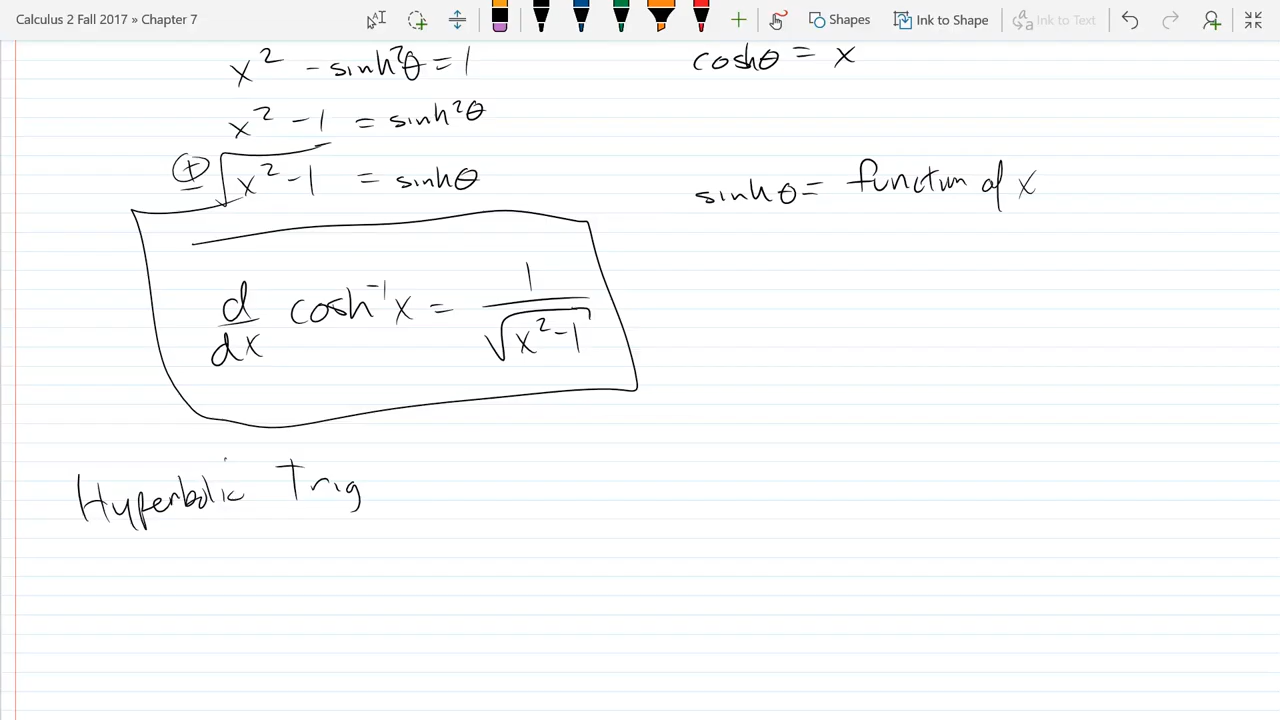 Calculus 2 Fall 2017 » Chapter 7
Shapes
Ink to Shape
Ink to Text
x² - sinh²θ = 1
x² - 1 = sinh²θ
± √(x² - 1) = sinhθ
coshθ = x
sinhθ = function of x
d/dx cosh⁻¹x = 1/√(x² - 1)
Hyperbolic Trig